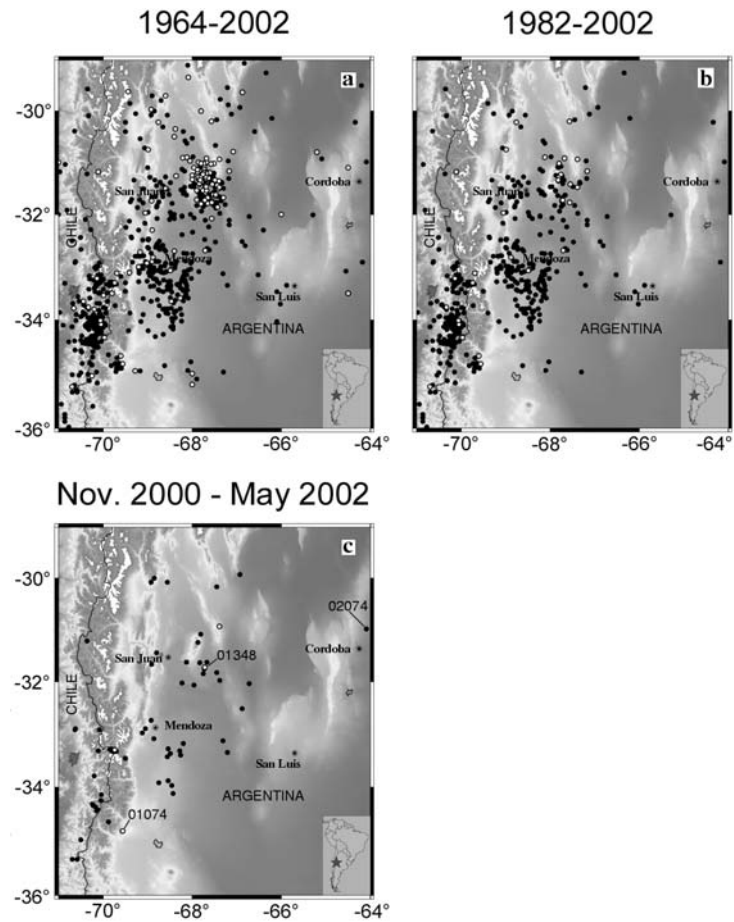 1964-2002
1982-2002
a
b
-30°
-32°
-34°
-36°
-70°
-68°
-66°
-64°
San Juan
Cordoba
CHILE
Mendoza
San Luis
ARGENTINA
-30°
-32°
-34°
-36°
-70°
-68°
-66°
-64°
San Juan
Cordoba
CHILE
Mendoza
San Luis
ARGENTINA
Nov. 2000 - May 2002
c
-30°
-32°
-34°
-36°
-70°
-68°
-66°
-64°
02074
Cordoba
San Juan
01348
CHILE
Mendoza
San Luis
ARGENTINA
01074